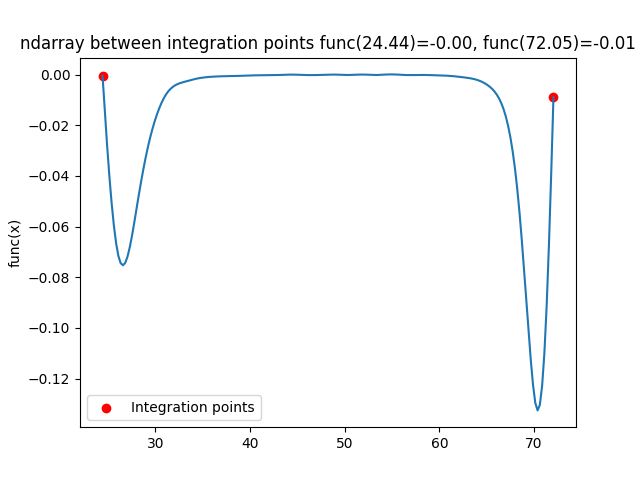 ndarray between integration points func(24.44)=-0.00, func(72.05)=-0.01
0.00
−0.02
−0.04
−0.06
−0.08
−0.10
−0.12
func(x)
Integration points
30 40 50 60 70